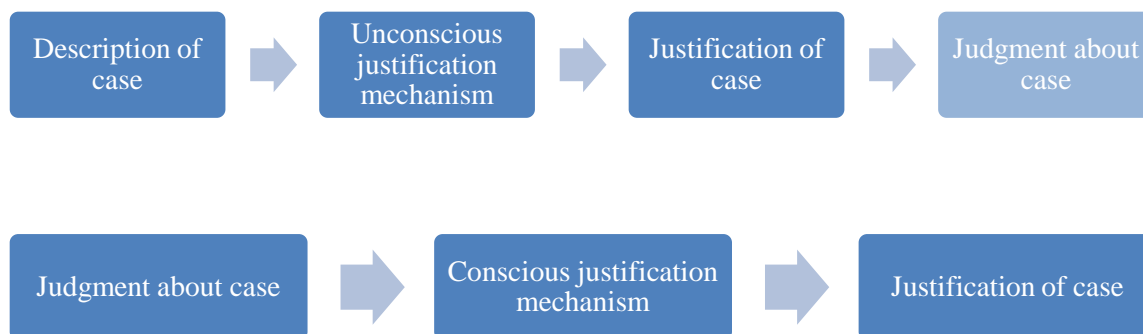 Description of
case
Unconscious
justification
mechanism
Justification of
case
Judgment about
case
Judgment about case
Conscious justification
mechanism
Justification of case